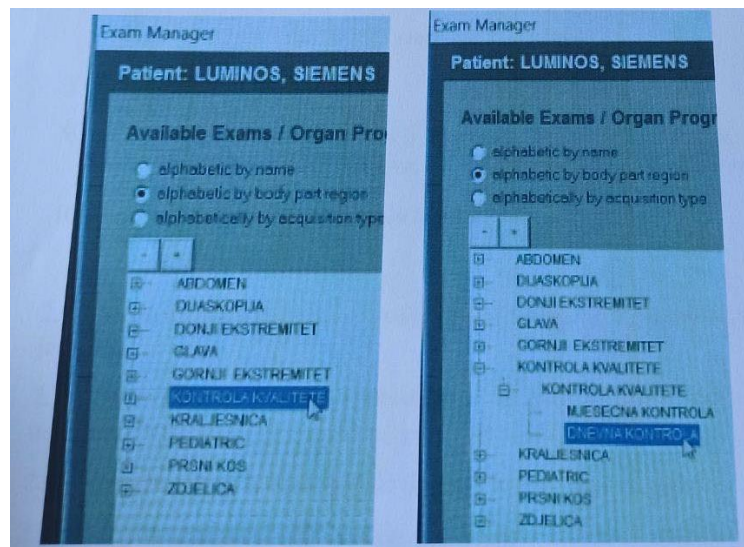 Exam Manager
Patient: LUMINOS, SIEMENS
Available Exams / Organ Pro
alphabetic by name
alphabetic by body part region
alphabetically by acquisition type
- +
ABDOMEN
DIJASKOPIJA
DONJI EKSTREMITET
GLAVA
GORNJI EKSTREMITET
KONTROLA KVALITETE
KRALJESNICA
PEDIATRIC
PRSNI KOS
ZDJELICA
Exam Manager
Patient: LUMINOS, SIEMENS
Available Exams / Organ Progr
alphabetic by name
alphabetic by body part region
alphabetically by acquisition type
- +
ABDOMEN
DIJASKOPIJA
DONJI EKSTREMITET
GLAVA
GORNJI EKSTREMITET
KONTROLA KVALITETE
KONTROLA KVALITETE
MJESECNA KONTROLA
DNEVNA KONTROLA
KRALJESNICA
PEDIATRIC
PRSNI KOS
ZDJELICA